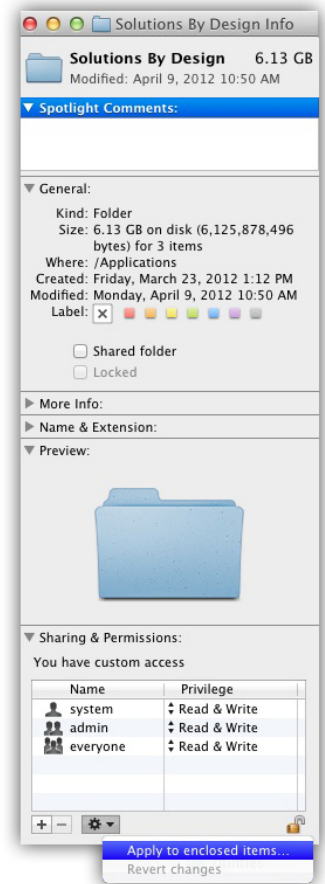 Solutions By Design Info
Solutions By Design 6.13 GB
Modified: April 9, 2012 10:50 AM
Spotlight Comments:
General:
Kind: Folder
Size: 6.13 GB on disk (6,125,878,496
bytes) for 3 items
Where: /Applications
Created: Friday, March 23, 2012 1:12 PM
Modified: Monday, April 9, 2012 10:50 AM
Label:
Shared folder
Locked
More Info:
Name & Extension:
Preview:
Sharing & Permissions:
You have custom access
Name Privilege
system Read & Write
admin Read & Write
everyone Read & Write
Apply to enclosed items...
Revert changes